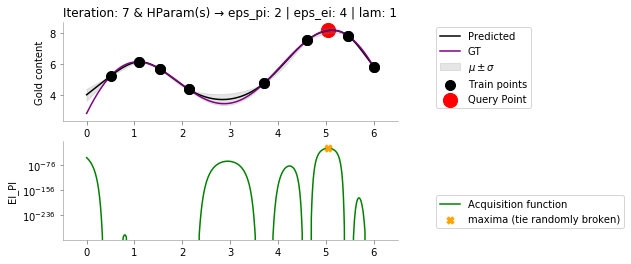 Iteration: 7 & HParam(s) → eps_pi: 2 | eps_ei: 4 | lam: 1
Gold content
8
6
4
0 1 2 3 4 5 6
Predicted
GT
μ ± σ
Train points
Query Point
EI_PI
10^-76
10^-156
10^-236
0 1 2 3 4 5 6
Acquisition function
maxima (tie randomly broken)